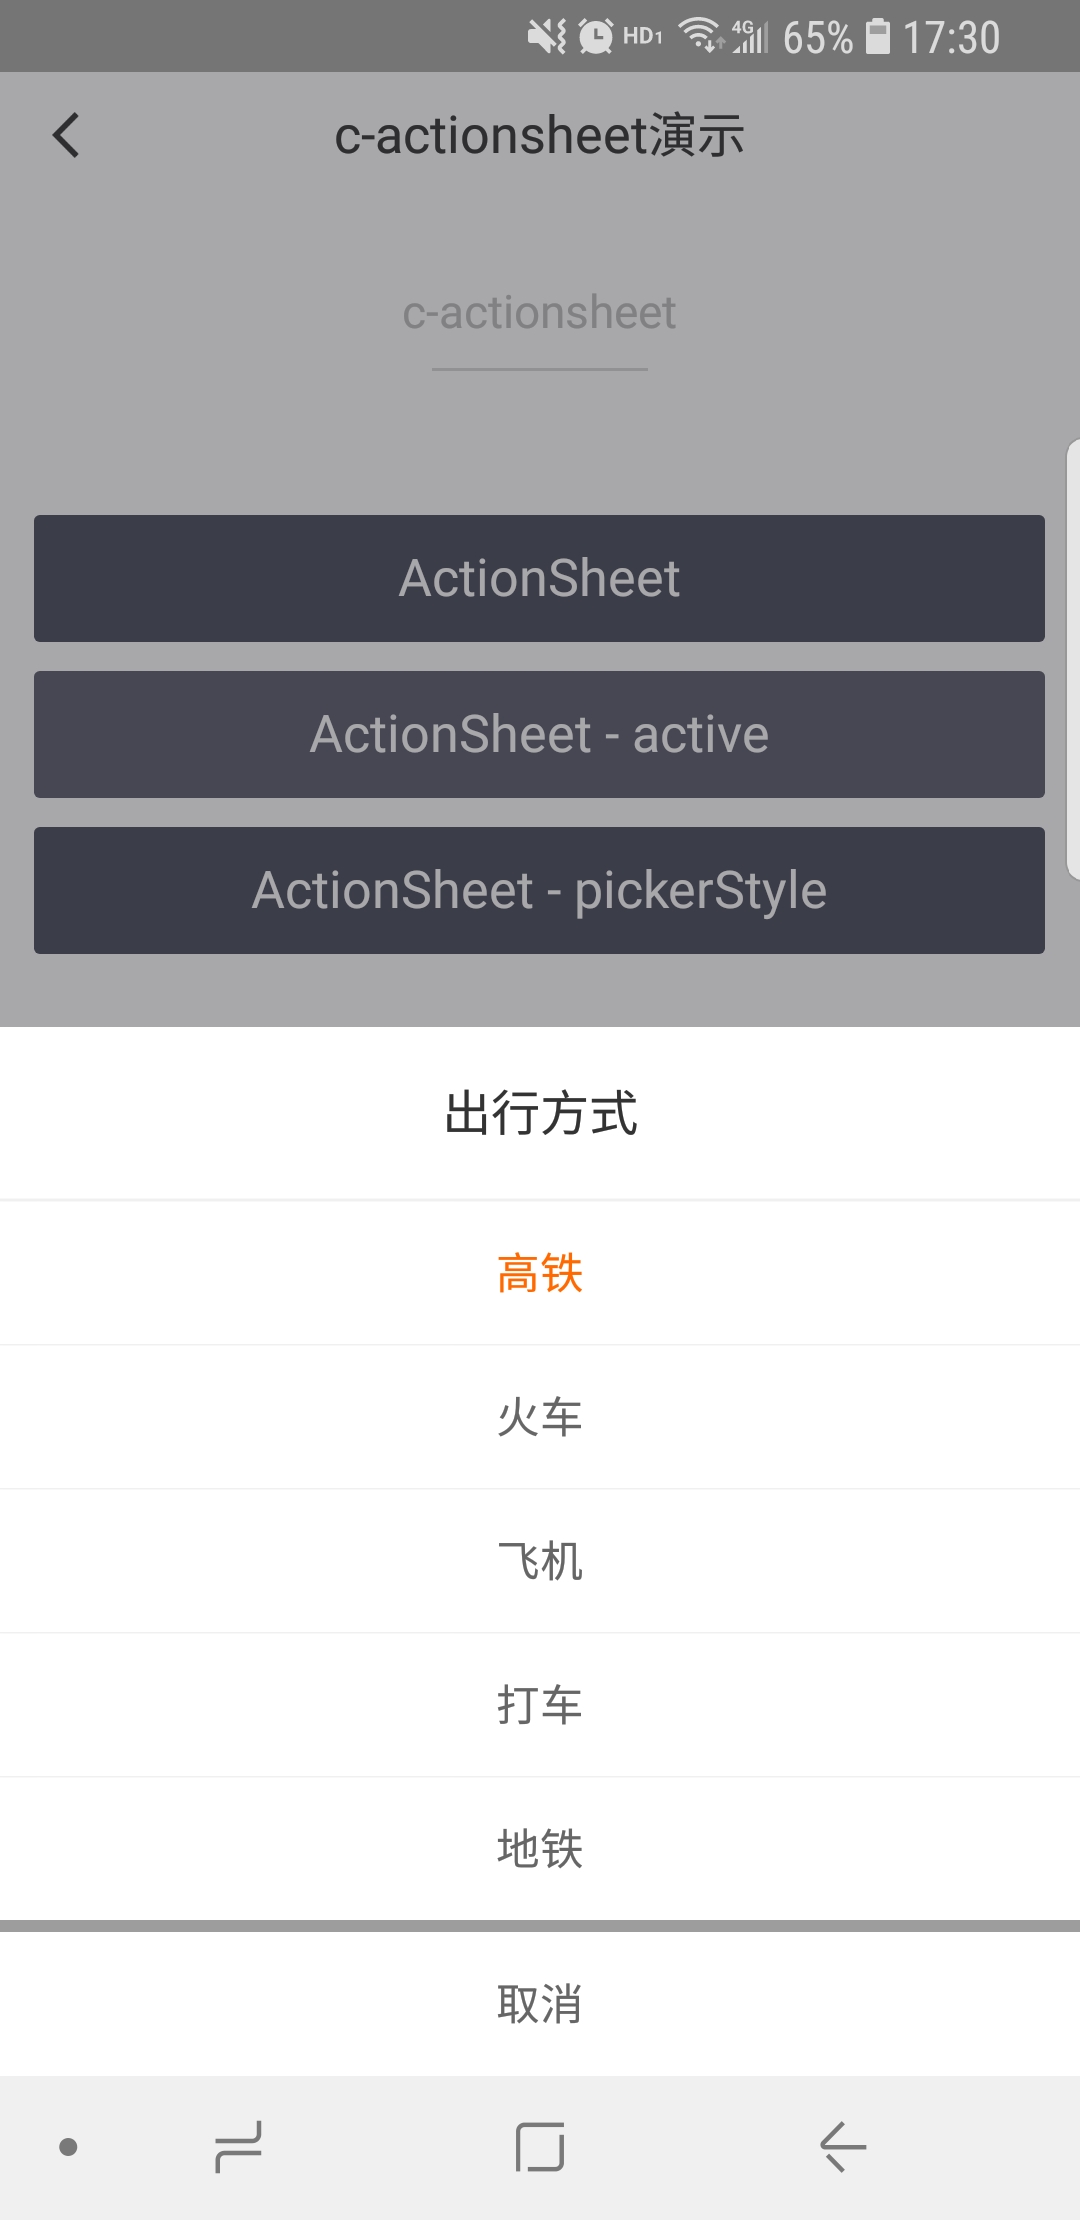 HD1 4G 65% 17:30
c-actionsheet演示
c-actionsheet
ActionSheet
ActionSheet - active
ActionSheet - pickerStyle
出行方式
高铁
火车
飞机
打车
地铁
取消